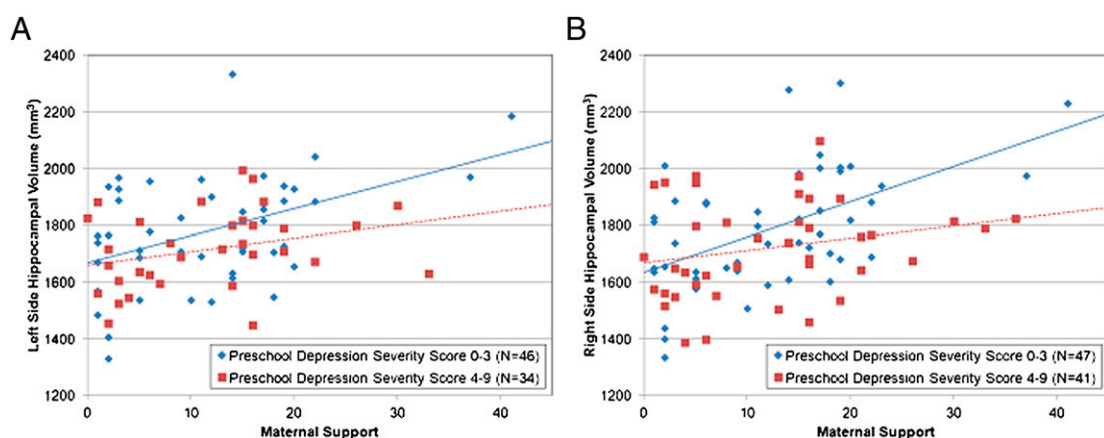 A
Left Side Hippocampal Volume (mm³)
2400
2200
2000
1800
1600
1400
1200
Preschool Depression Severity Score 0-3 (N=46)
Preschool Depression Severity Score 4-9 (N=34)
0
10
20
30
40
Maternal Support
B
Right Side Hippocampal Volume (mm³)
2400
2200
2000
1800
1600
1400
1200
Preschool Depression Severity Score 0-3 (N=47)
Preschool Depression Severity Score 4-9 (N=41)
0
10
20
30
40
Maternal Support